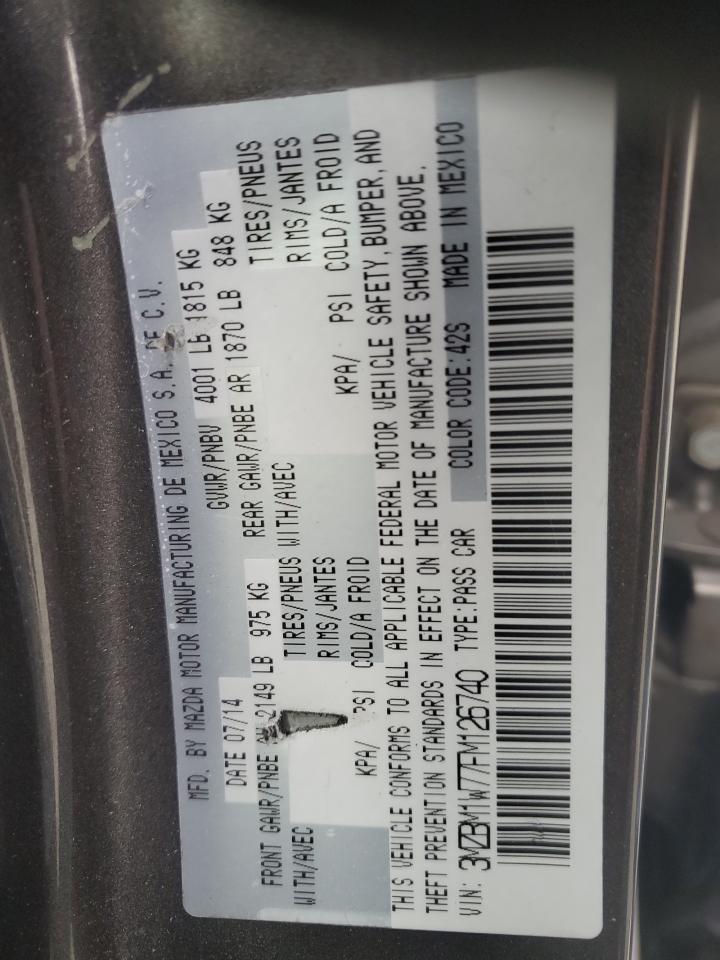 MFD. BY MAZDA MOTOR MANUFACTURING DE MEXICO S.A. DE C.V.
DATE 07/14 GVWR/PNBV 4001 LB 1815 KG
FRONT GAWR/PNBE 2149 LB 975 KG REAR GAWR/PNBE AR 1870 LB 848 KG
WITH/AVEC TIRES/PNEUS WITH/AVEC TIRES/PNEUS
RIMS/JANTES RIMS/JANTES
KPA/ PSI COLD/A FROID KPA/ PSI COLD/A FROID
THIS VEHICLE CONFORMS TO ALL APPLICABLE FEDERAL MOTOR VEHICLE SAFETY, BUMPER, AND
THEFT PREVENTION STANDARDS IN EFFECT ON THE DATE OF MANUFACTURE SHOWN ABOVE.
VIN: 3MZBM1W77FM126740 TYPE:PASS CAR COLOR CODE:42S MADE IN MEXICO